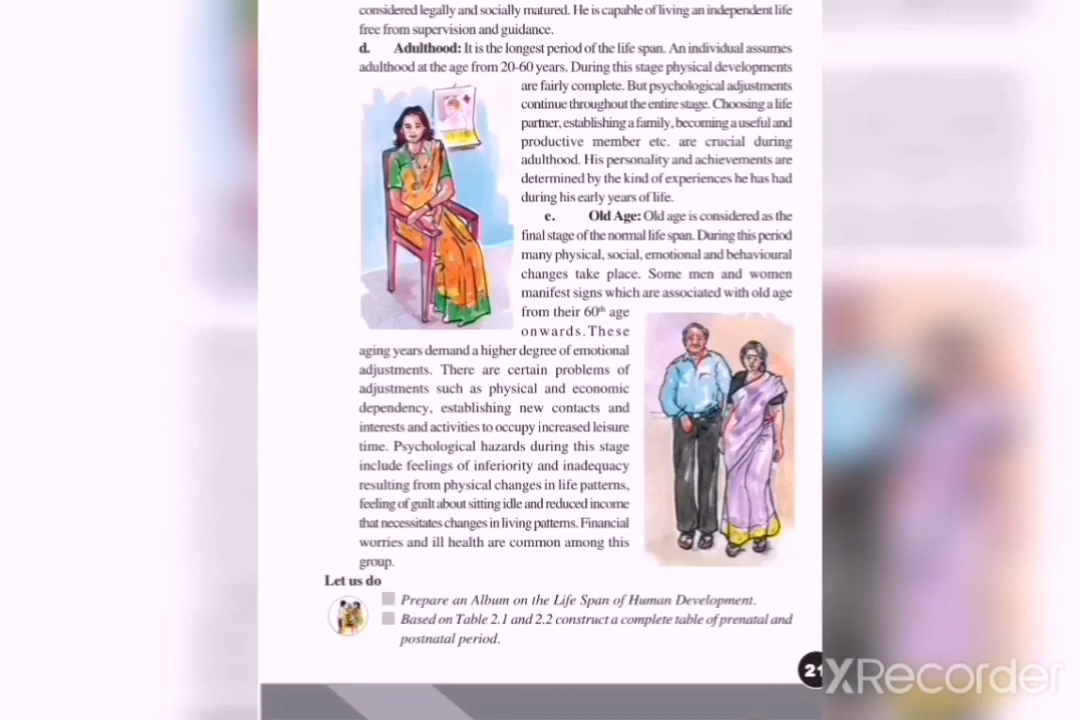 considered legally and socially matured. He is capable of living an independent life
free from supervision and guidance.
d. Adulthood: It is the longest period of the life span. An individual assumes
adulthood at the age from 20-60 years. During this stage physical developments
are fairly complete. But psychological adjustments
continue throughout the entire stage. Choosing a life
partner, establishing a family, becoming a useful and
productive member etc. are crucial during
adulthood. His personality and achievements are
determined by the kind of experiences he has had
during his early years of life.
e. Old Age: Old age is considered as the
final stage of the normal life span. During this period
many physical, social, emotional and behavioural
changes take place. Some men and women
manifest signs which are associated with old age
from their 60th age
onwards. These
aging years demand a higher degree of emotional
adjustments. There are certain problems of
adjustments such as physical and economic
dependency, establishing new contacts and
interests and activities to occupy increased leisure
time. Psychological hazards during this stage
include feelings of inferiority and inadequacy
resulting from physical changes in life patterns,
feeling of guilt about sitting idle and reduced income
that necessitates changes in living patterns. Financial
worries and ill health are common among this
group.
Let us do
Prepare an Album on the Life Span of Human Development.
Based on Table 2.1 and 2.2 construct a complete table of prenatal and
postnatal period.
21
XRecorder